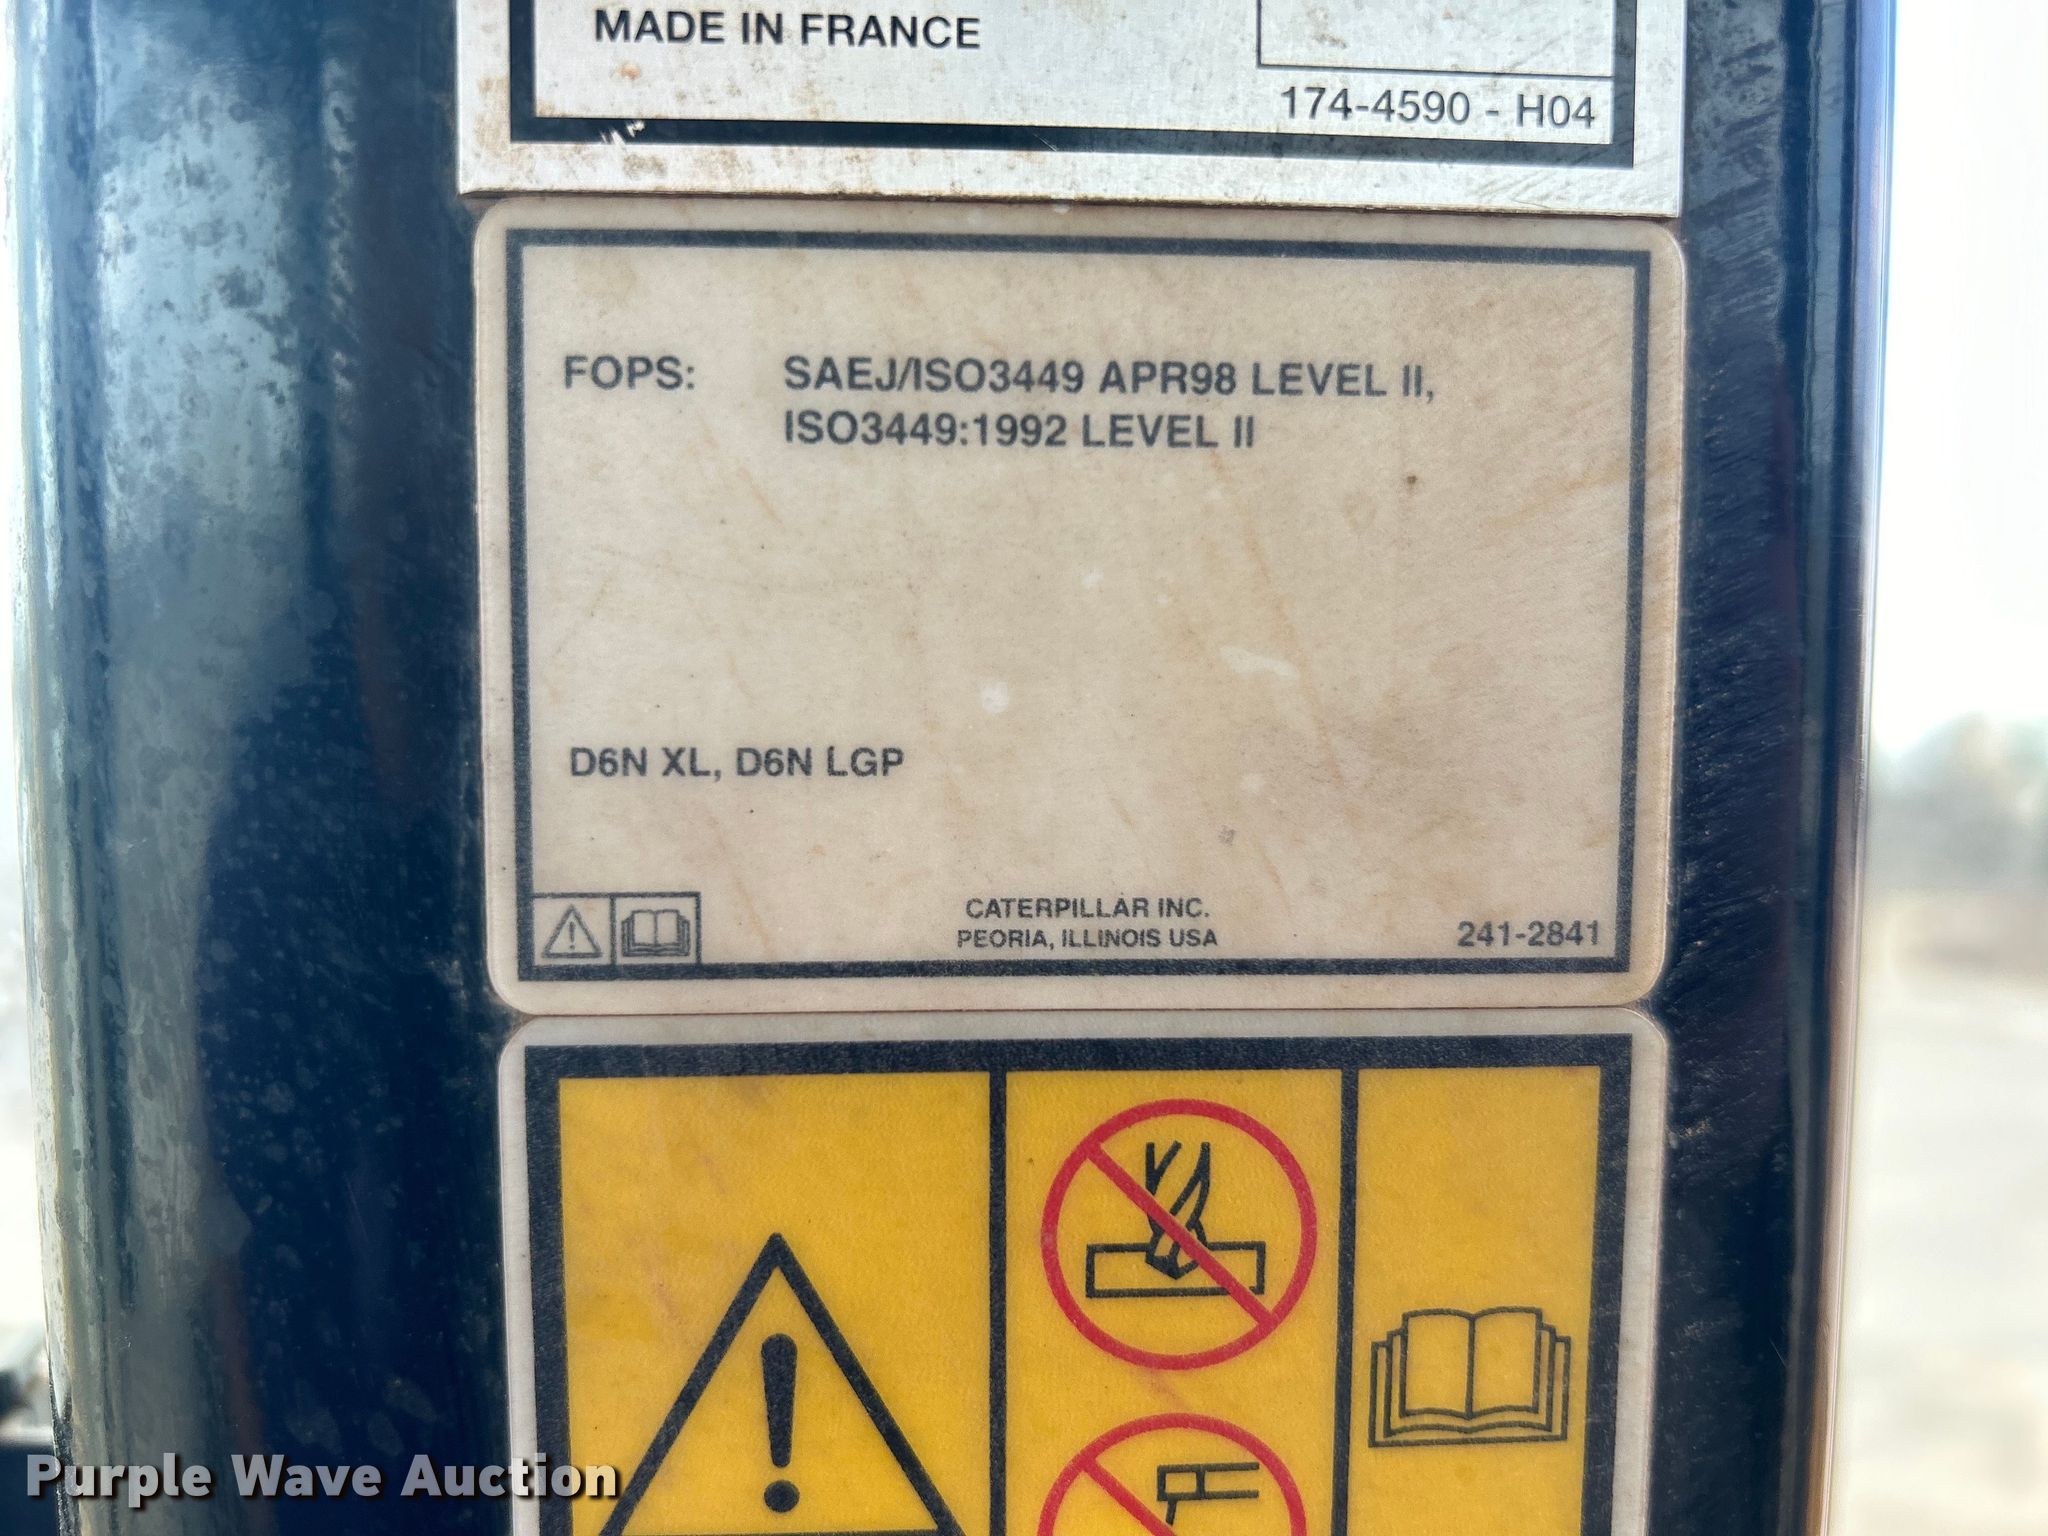 MADE IN FRANCE
174-4590 - H04
FOPS: SAEJ/ISO3449 APR98 LEVEL II,
ISO3449:1992 LEVEL II
D6N XL, D6N LGP
CATERPILLAR INC.
PEORIA, ILLINOIS USA
241-2841
Purple Wave Auction